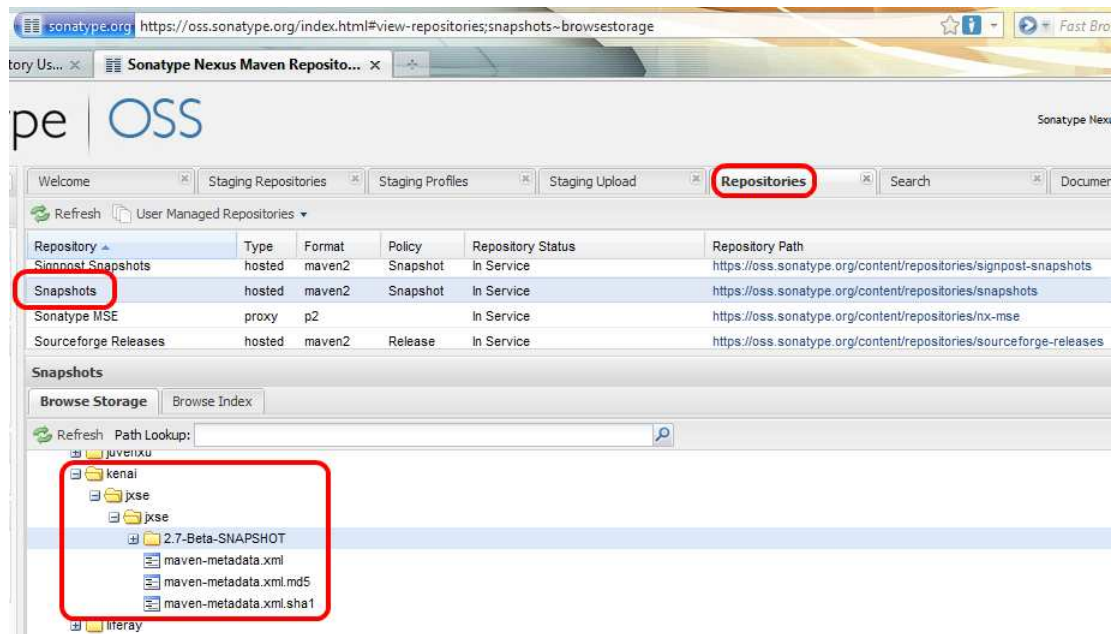 sonatype.org https://oss.sonatype.org/index.html#view-repositories;snapshots~browsestorage Fast Bro
tory Us... Sonatype Nexus Maven Reposito...
pe | OSS
Sonatype Nexu
Welcome Staging Repositories Staging Profiles Staging Upload Repositories Search Documen
Refresh User Managed Repositories
Repository Type Format Policy Repository Status Repository Path
Signpost Snapshots hosted maven2 Snapshot In Service https://oss.sonatype.org/content/repositories/signpost-snapshots
Snapshots hosted maven2 Snapshot In Service https://oss.sonatype.org/content/repositories/snapshots
Sonatype MSE proxy p2 In Service https://oss.sonatype.org/content/repositories/nx-mse
Sourceforge Releases hosted maven2 Release In Service https://oss.sonatype.org/content/repositories/sourceforge-releases
Snapshots
Browse Storage Browse Index
Refresh Path Lookup:
juvenxu
kenai
jxse
jxse
2.7-Beta-SNAPSHOT
maven-metadata.xml
maven-metadata.xml.md5
maven-metadata.xml.sha1
liferay